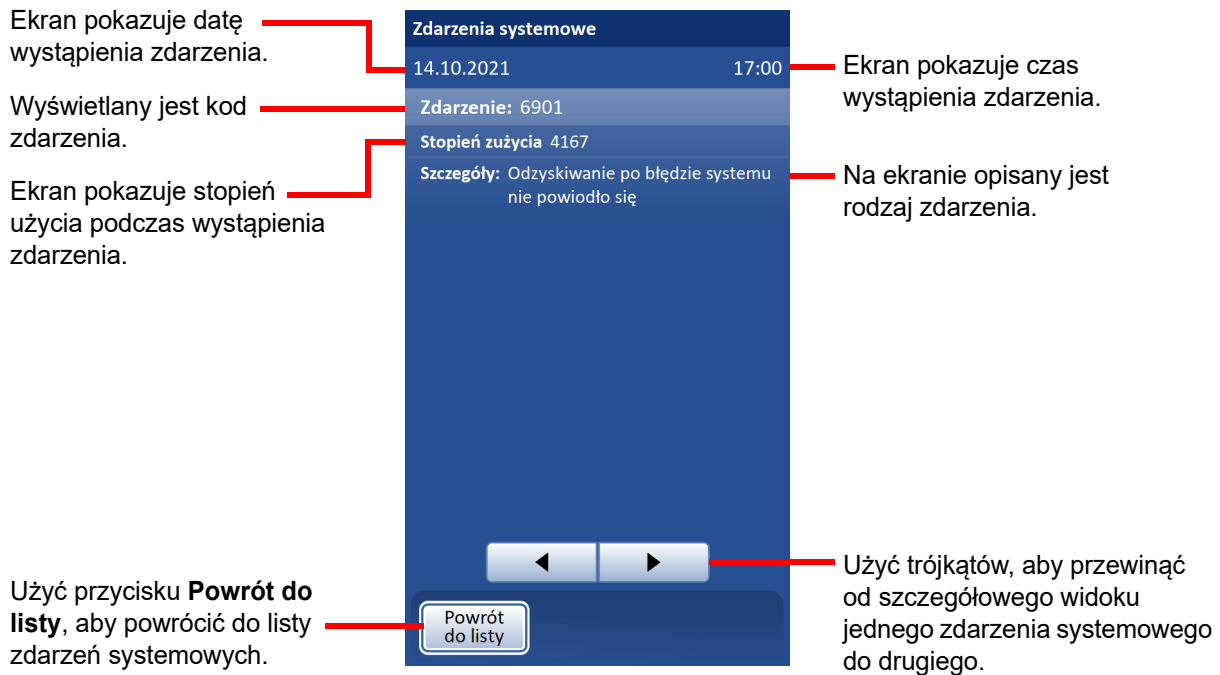 Ekran pokazuje datę
wystąpienia zdarzenia.
Wyświetlany jest kod
zdarzenia.
Ekran pokazuje stopień
użycia podczas wystąpienia
zdarzenia.
Użyć przycisku Powrót do
listy, aby powrócić do listy
zdarzeń systemowych.
Zdarzenia systemowe
14.10.2021 17:00
Zdarzenie: 6901
Stopień zużycia 4167
Szczegóły: Odzyskiwanie po błędzie systemu
nie powiodło się
Powrót
do listy
Ekran pokazuje czas
wystąpienia zdarzenia.
Na ekranie opisany jest
rodzaj zdarzenia.
Użyć trójkątów, aby przewinąć
od szczegółowego widoku
jednego zdarzenia systemowego
do drugiego.